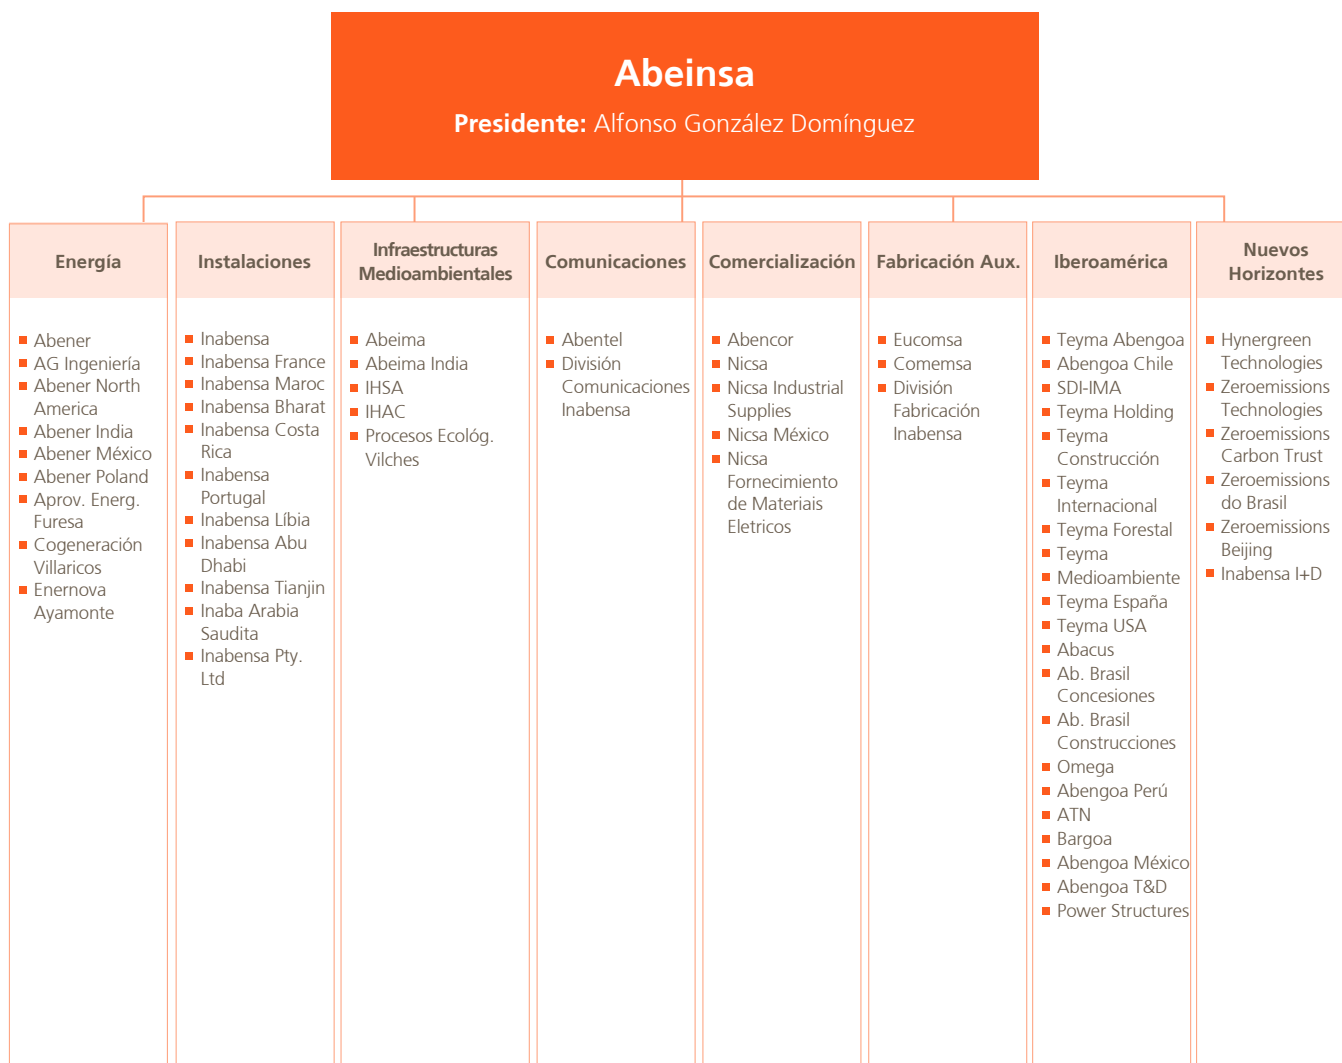 Abeinsa
Presidente: Alfonso González Domínguez
Energía
Abener
AG Ingeniería
Abener North
America
Abener India
Abener México
Abener Poland
Aprov. Energ.
Furesa
Cogeneración
Villaricos
Enernova
Ayamonte
Instalaciones
Inabensa
Inabensa France
Inabensa Maroc
Inabensa Bharat
Inabensa Costa
Rica
Inabensa
Portugal
Inabensa Líbia
Inabensa Abu
Dhabi
Inabensa Tianjin
Inaba Arabia
Saudita
Inabensa Pty.
Ltd
Infraestructuras
Medioambientales
Abeima
Abeima India
IHSA
IHAC
Procesos Ecológ.
Vilches
Comunicaciones
Abentel
División
Comunicaciones
Inabensa
Comercialización
Abencor
Nicsa
Nicsa Industrial
Supplies
Nicsa México
Nicsa
Fornecimiento
de Materiais
Eletricos
Fabricación Aux.
Eucomsa
Comemsa
División
Fabricación
Inabensa
Iberoamérica
Teyma Abengoa
Abengoa Chile
SDI-IMA
Teyma Holding
Teyma
Construcción
Teyma
Internacional
Teyma Forestal
Teyma
Medioambiente
Teyma España
Teyma USA
Abacus
Ab. Brasil
Concesiones
Ab. Brasil
Construcciones
Omega
Abengoa Perú
ATN
Bargoa
Abengoa México
Abengoa T&D
Power Structures
Nuevos
Horizontes
Hynergreen
Technologies
Zeroemissions
Technologies
Zeroemissions
Carbon Trust
Zeroemissions
do Brasil
Zeroemissions
Beijing
Inabensa I+D